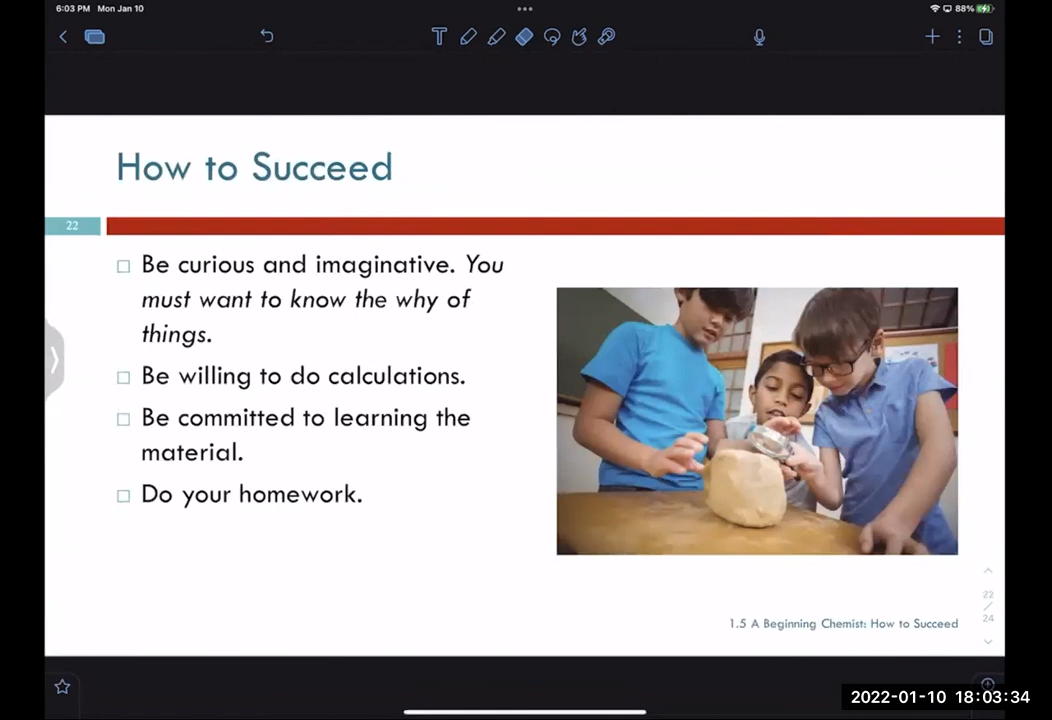 6:03 PM Mon Jan 10
88%
How to Succeed
22
Be curious and imaginative. You
must want to know the why of
things.
Be willing to do calculations.
Be committed to learning the
material.
Do your homework.
22
/
24
1.5 A Beginning Chemist: How to Succeed
2022-01-10 18:03:34